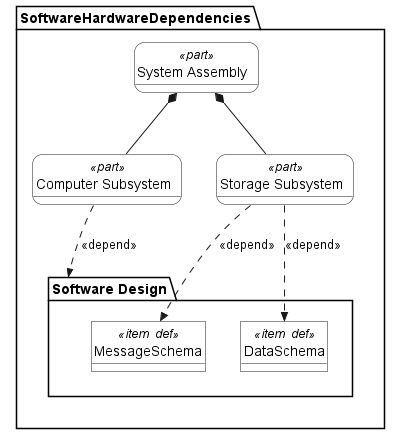 SoftwareHardwareDependencies
«part»
System Assembly
«part»
Computer Subsystem
«part»
Storage Subsystem
«depend»
«depend»
«depend»
Software Design
«item def»
MessageSchema
«item def»
DataSchema